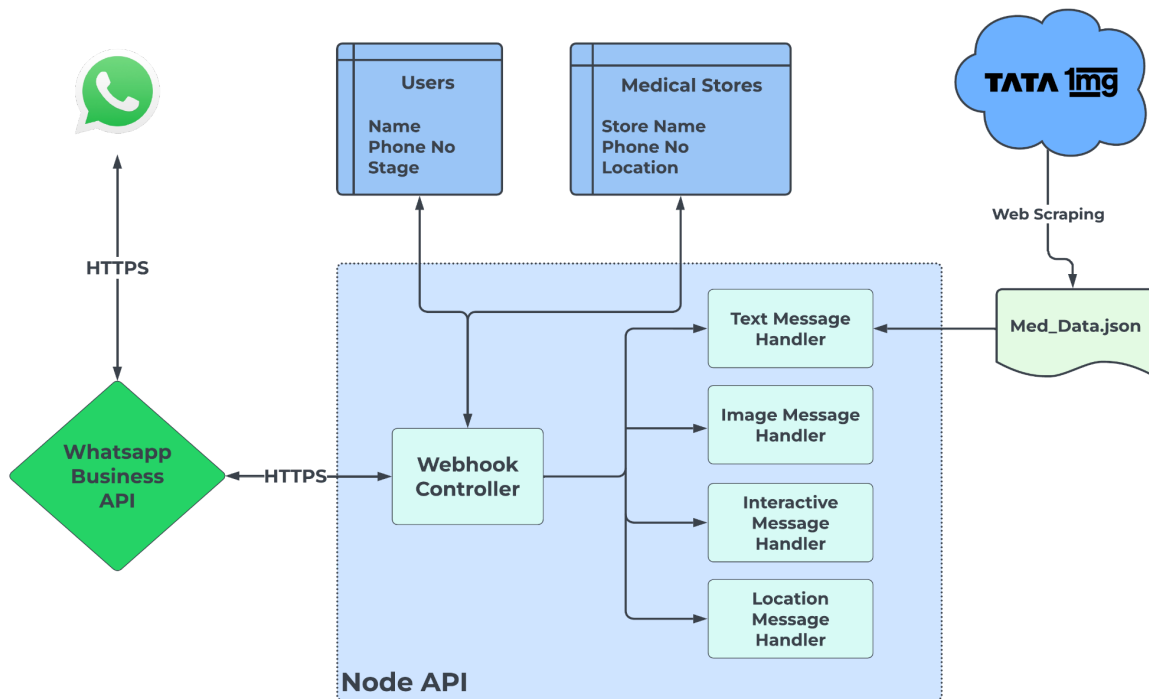 Users
Name
Phone No
Stage
Medical Stores
Store Name
Phone No
Location
TATA 1mg
Web Scraping
HTTPS
Med_Data.json
Text Message
Handler
Image Message
Handler
Whatsapp
Business
API
HTTPS
Webhook
Controller
Interactive
Message
Handler
Location
Message
Handler
Node API